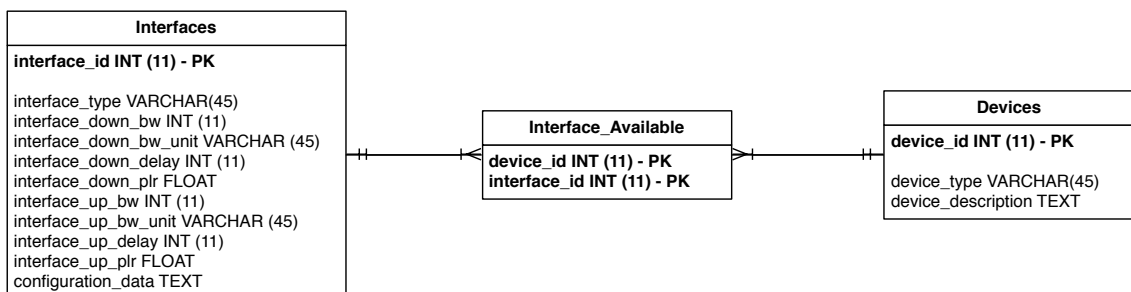 Interfaces
interface_id INT (11) - PK
interface_type VARCHAR(45)
interface_down_bw INT (11)
interface_down_bw_unit VARCHAR (45)
interface_down_delay INT (11)
interface_down_plr FLOAT
interface_up_bw INT (11)
interface_up_bw_unit VARCHAR (45)
interface_up_delay INT (11)
interface_up_plr FLOAT
configuration_data TEXT
Interface_Available
device_id INT (11) - PK
interface_id INT (11) - PK
Devices
device_id INT (11) - PK
device_type VARCHAR(45)
device_description TEXT